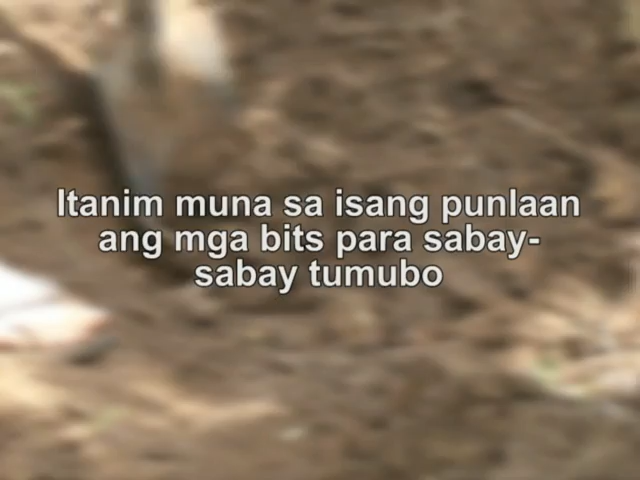 Itanim muna sa isang punlaan
ang mga bits para sabay-
sabay tumubo